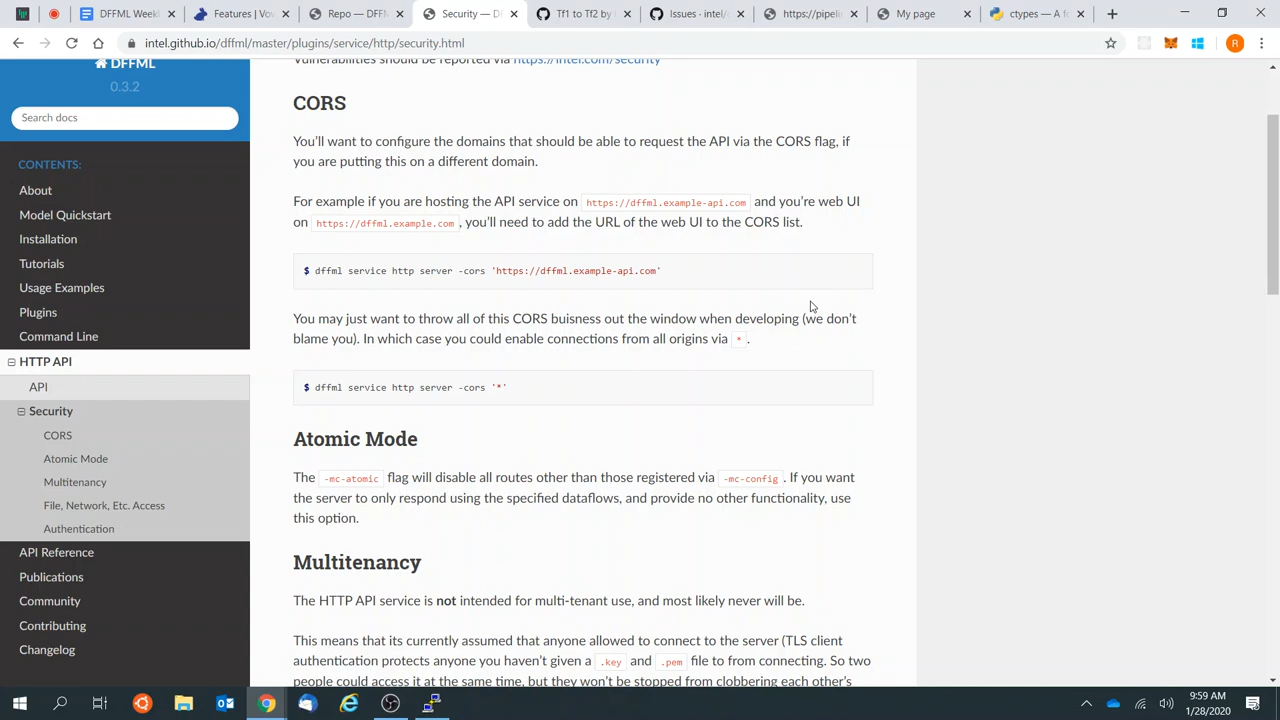 DFFML Weekl
Features | Vow
Repo — DFFM
Security — D
Tf1 to Tf2 by
Issues · intel/
https://pipelin
My page
ctypes — A fo
intel.github.io/dffml/master/plugins/service/http/security.html
R
DFFML
0.3.2
Search docs
CONTENTS:
About
Model Quickstart
Installation
Tutorials
Usage Examples
Plugins
Command Line
HTTP API
API
Security
CORS
Atomic Mode
Multitenancy
File, Network, Etc. Access
Authentication
API Reference
Publications
Community
Contributing
Changelog
Vulnerabilities should be reported via https://intel.com/security
CORS
You'll want to configure the domains that should be able to request the API via the CORS flag, if
you are putting this on a different domain.
For example if you are hosting the API service on https://dffml.example-api.com and you're web UI
on https://dffml.example.com , you'll need to add the URL of the web UI to the CORS list.
$ dffml service http server -cors 'https://dffml.example-api.com'
You may just want to throw all of this CORS buisness out the window when developing (we don't
blame you). In which case you could enable connections from all origins via * .
$ dffml service http server -cors '*'
Atomic Mode
The -mc-atomic flag will disable all routes other than those registered via -mc-config . If you want
the server to only respond using the specified dataflows, and provide no other functionality, use
this option.
Multitenancy
The HTTP API service is not intended for multi-tenant use, and most likely never will be.
This means that its currently assumed that anyone allowed to connect to the server (TLS client
authentication protects anyone you haven't given a .key and .pem file to from connecting. So two
people could access it at the same time, but they won't be stopped from clobbering each other's
9:59 AM
1/28/2020